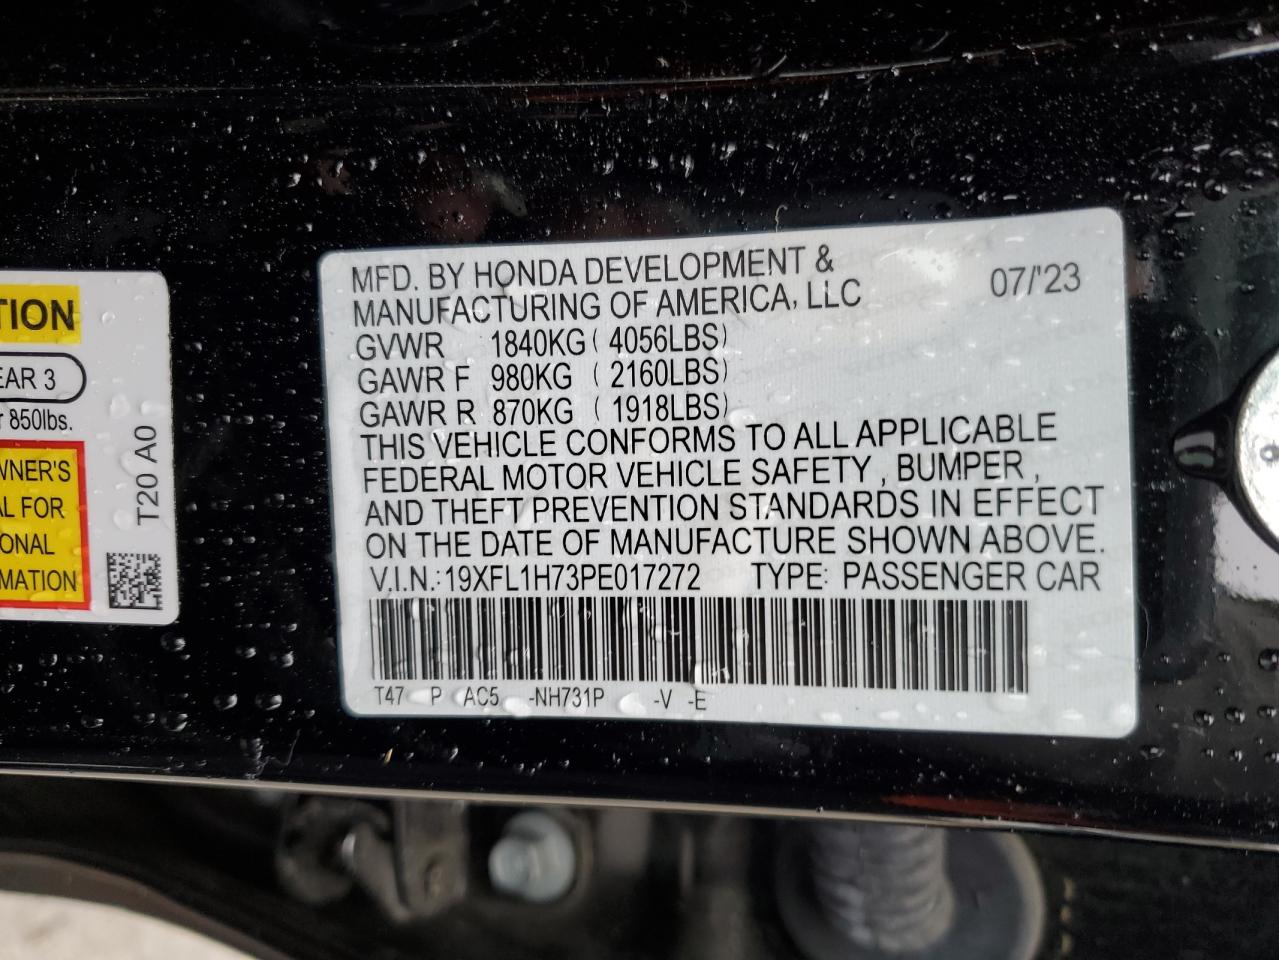 TION
EAR 3
850lbs.
WNER'S
L FOR
ONAL
MATION
T20 A0
MFD. BY HONDA DEVELOPMENT & 07/'23
MANUFACTURING OF AMERICA, LLC
GVWR 1840KG ( 4056LBS)
GAWR F 980KG ( 2160LBS)
GAWR R 870KG ( 1918LBS)
THIS VEHICLE CONFORMS TO ALL APPLICABLE
FEDERAL MOTOR VEHICLE SAFETY , BUMPER ,
AND THEFT PREVENTION STANDARDS IN EFFECT
ON THE DATE OF MANUFACTURE SHOWN ABOVE.
V.I.N.:19XFL1H73PE017272 TYPE: PASSENGER CAR
T47 P AC5 -NH731P -V -E